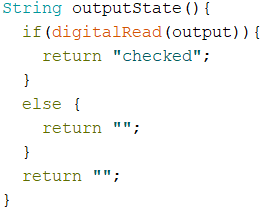 String outputState(){
  if(digitalRead(output)){
    return "checked";
  }
  else {
    return "";
  }
  return "";
}